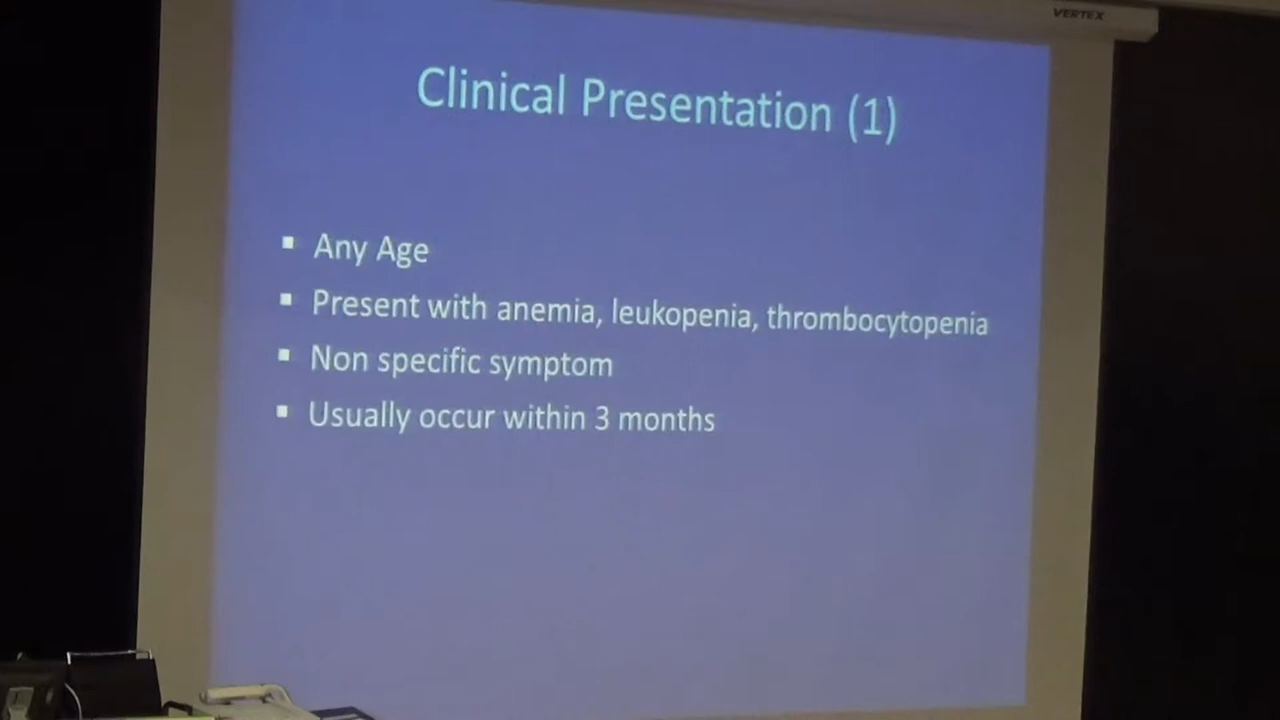 VERTEX
Clinical Presentation (1)
▪ Any Age
▪ Present with anemia, leukopenia, thrombocytopenia
▪ Non specific symptom
▪ Usually occur within 3 months